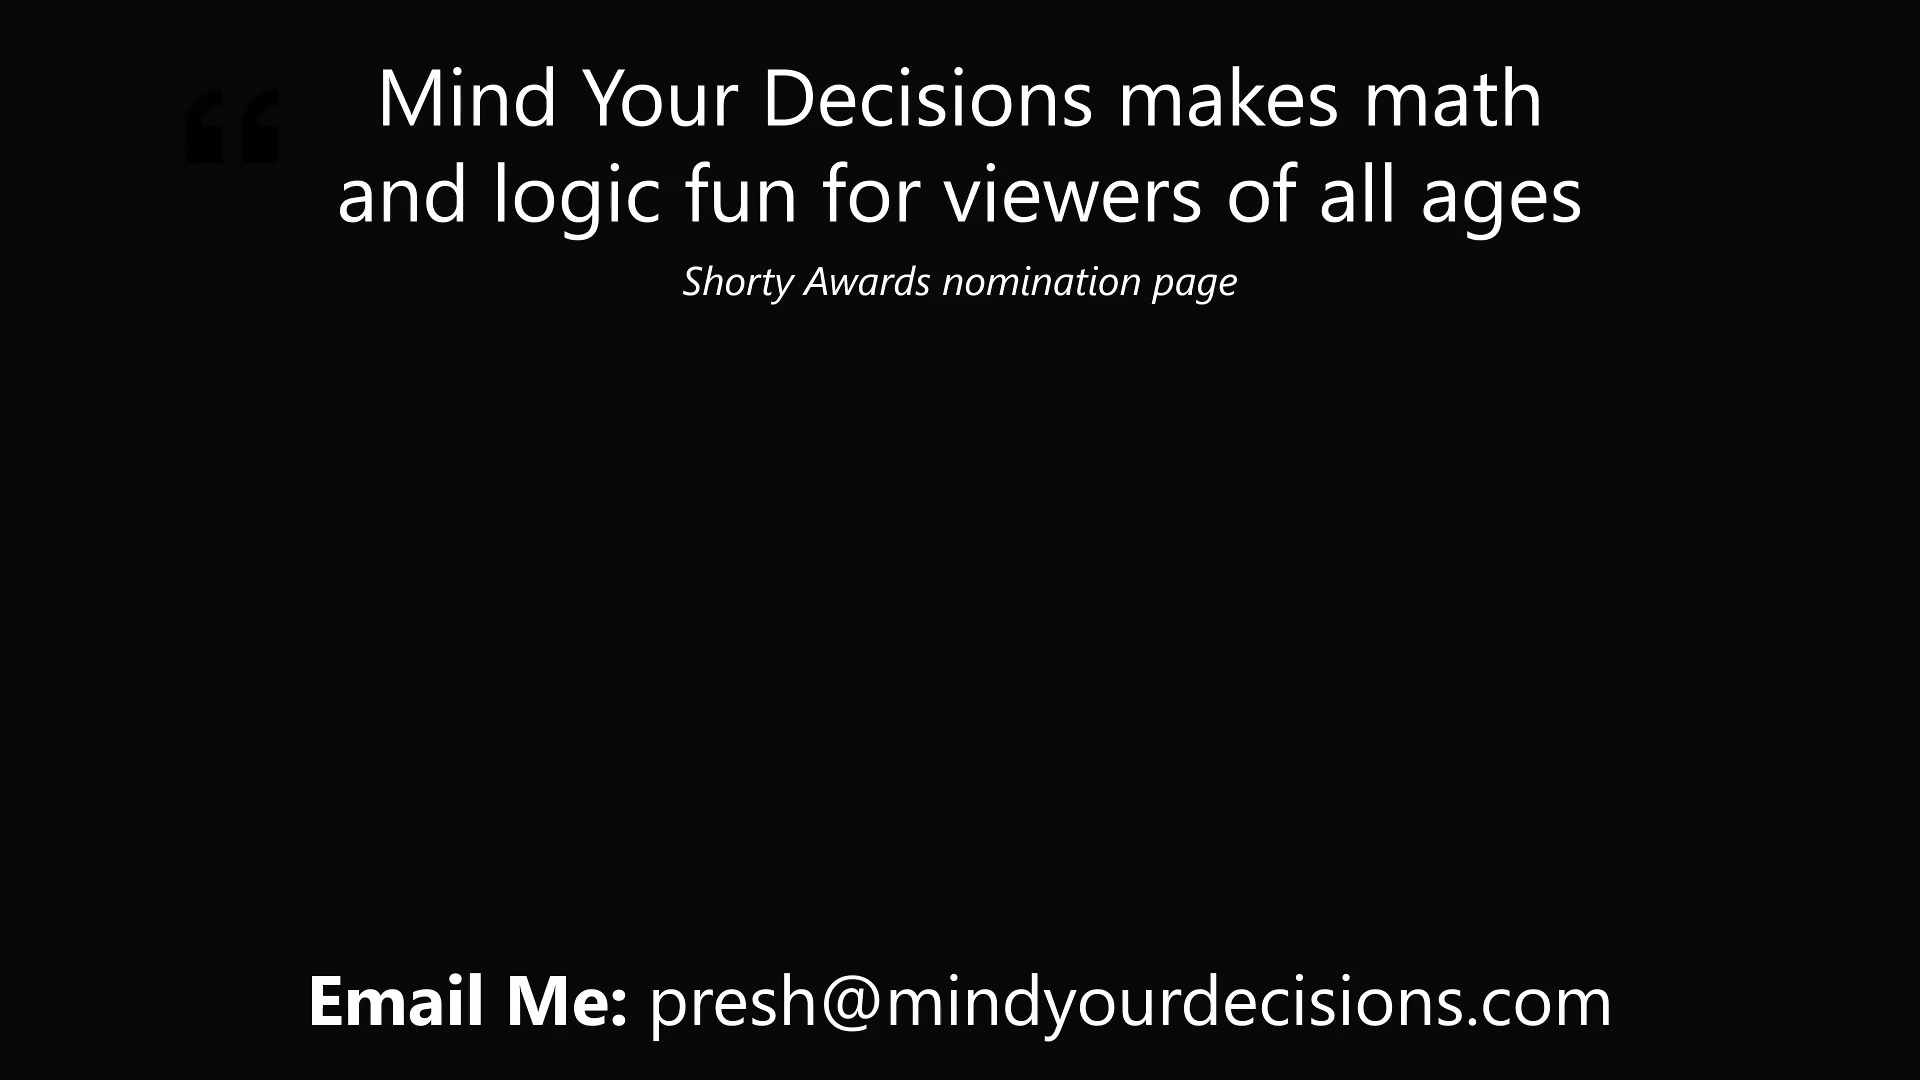 “
Mind Your Decisions makes math
and logic fun for viewers of all ages
Shorty Awards nomination page
Email Me: presh@mindyourdecisions.com